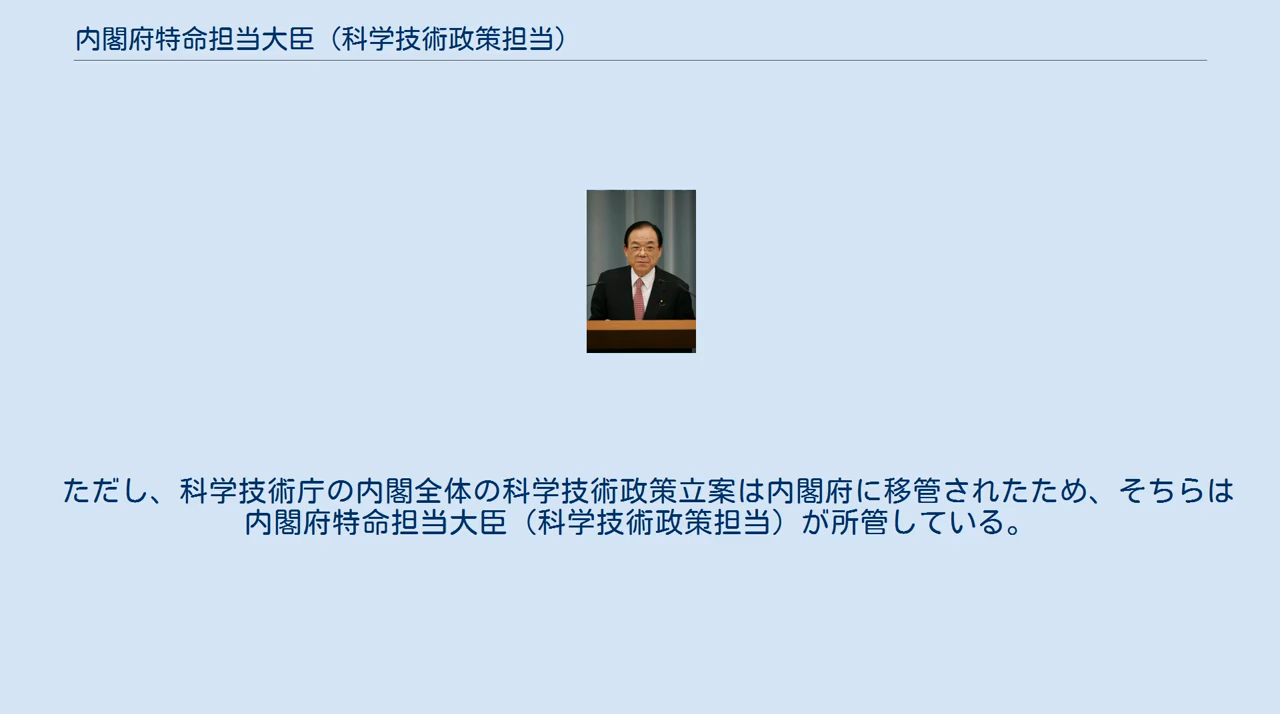 内閣府特命担当大臣（科学技術政策担当）
ただし、科学技術庁の内閣全体の科学技術政策立案は内閣府に移管されたため、そちらは
内閣府特命担当大臣（科学技術政策担当）が所管している。